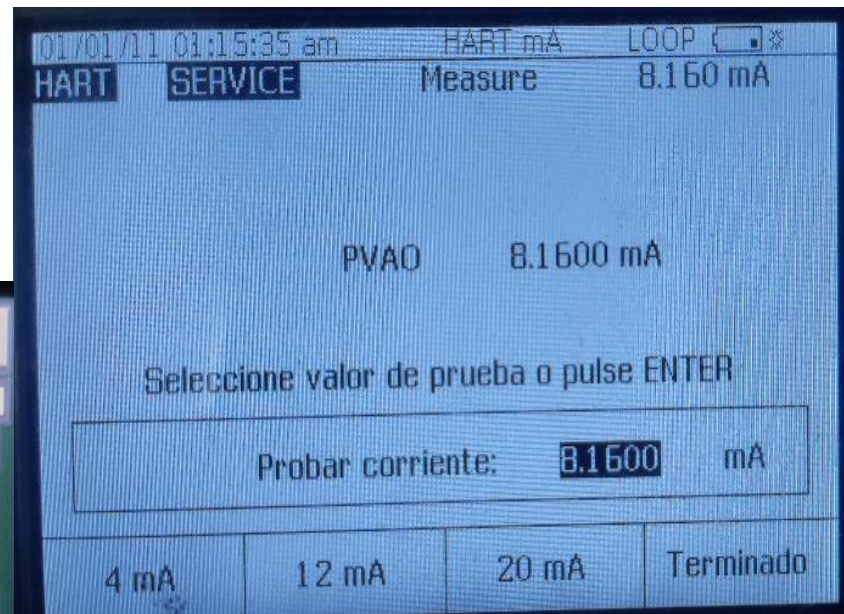 01/01/11 01:15:35 am HART mA LOOP
HART SERVICE Measure 8.160 mA
PVAO 8.1600 mA
Seleccione valor de prueba o pulse ENTER
Probar corriente: 8.1600 mA
4 mA 12 mA 20 mA Terminado